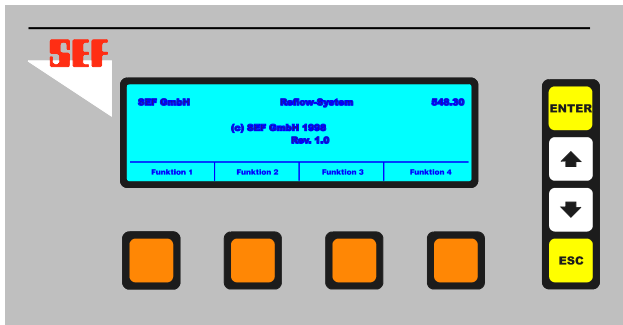 SEF
SEF GmbH Reflow-System 548.30
(c) SEF GmbH 1998
Rev. 1.0
Funktion 1 Funktion 2 Funktion 3 Funktion 4
ENTER
ESC